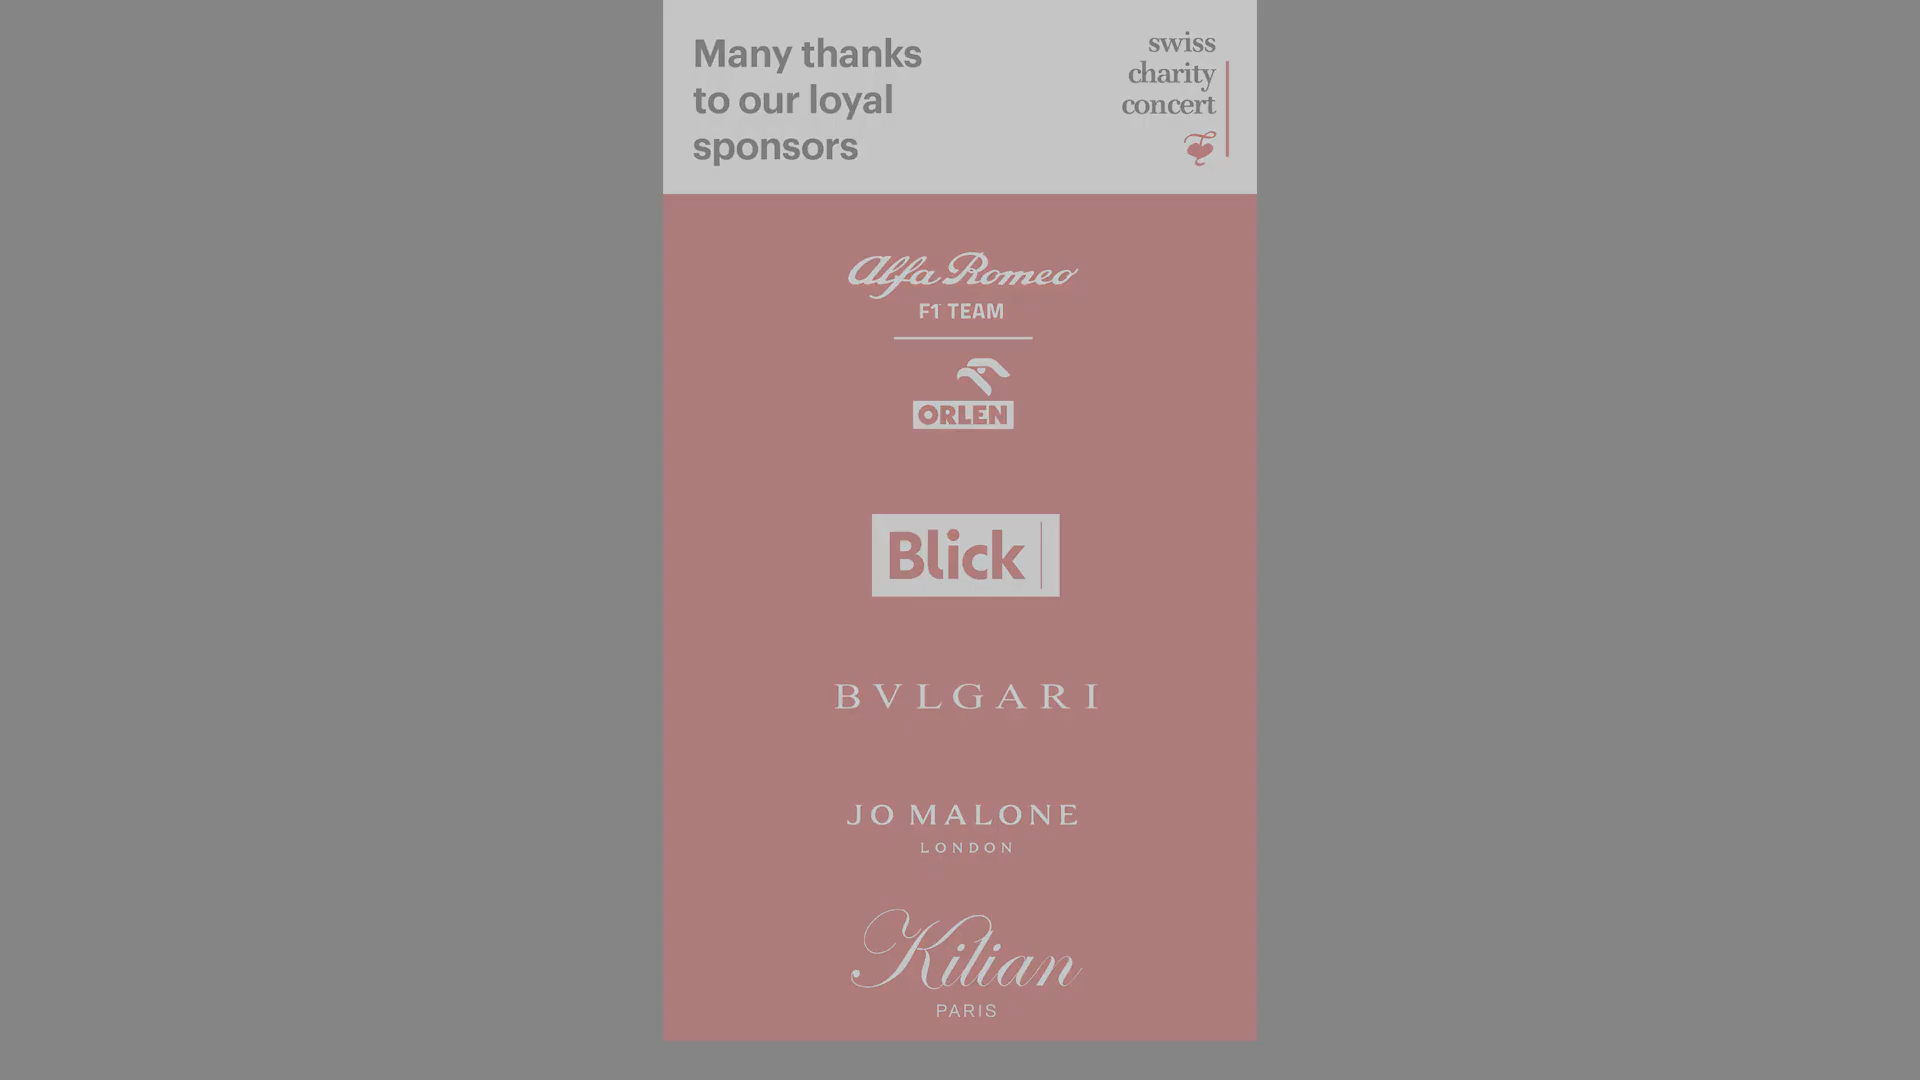 Many thanks
to our loyal
sponsors
swiss
charity
concert
Alfa Romeo
F1 TEAM
ORLEN
Blick
BVLGARI
JO MALONE
LONDON
Kilian
PARIS